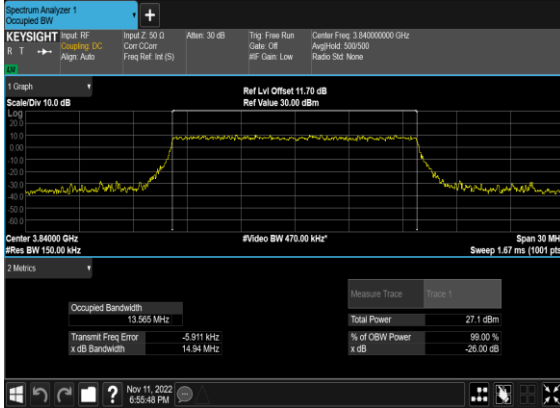 Spectrum Analyzer 1
Occupied BW
+
KEYSIGHT Input: RF Input Z: 50 Ω Atten: 30 dB Trig: Free Run Center Freq: 3.840000000 GHz
R T Coupling: DC Corr CCorr Gate: Off Avg|Hold: 500/500
Align: Auto Freq Ref: Int (S) #IF Gain: Low Radio Std: None
LXI
1 Graph
Ref Lvl Offset 11.70 dB
Scale/Div 10.0 dB Ref Value 30.00 dBm
Log
20.0
10.0
0.00
-10.0
-20.0
-30.0
-40.0
-50.0
-60.0
Center 3.84000 GHz #Video BW 470.00 kHz* Span 30 MH
#Res BW 150.00 kHz Sweep 1.67 ms (1001 pts
2 Metrics
Measure Trace Trace 1
Occupied Bandwidth
13.565 MHz Total Power 27.1 dBm
Transmit Freq Error -5.911 kHz % of OBW Power 99.00 %
x dB Bandwidth 14.94 MHz x dB -26.00 dB
? Nov 11, 2022
6:55:48 PM